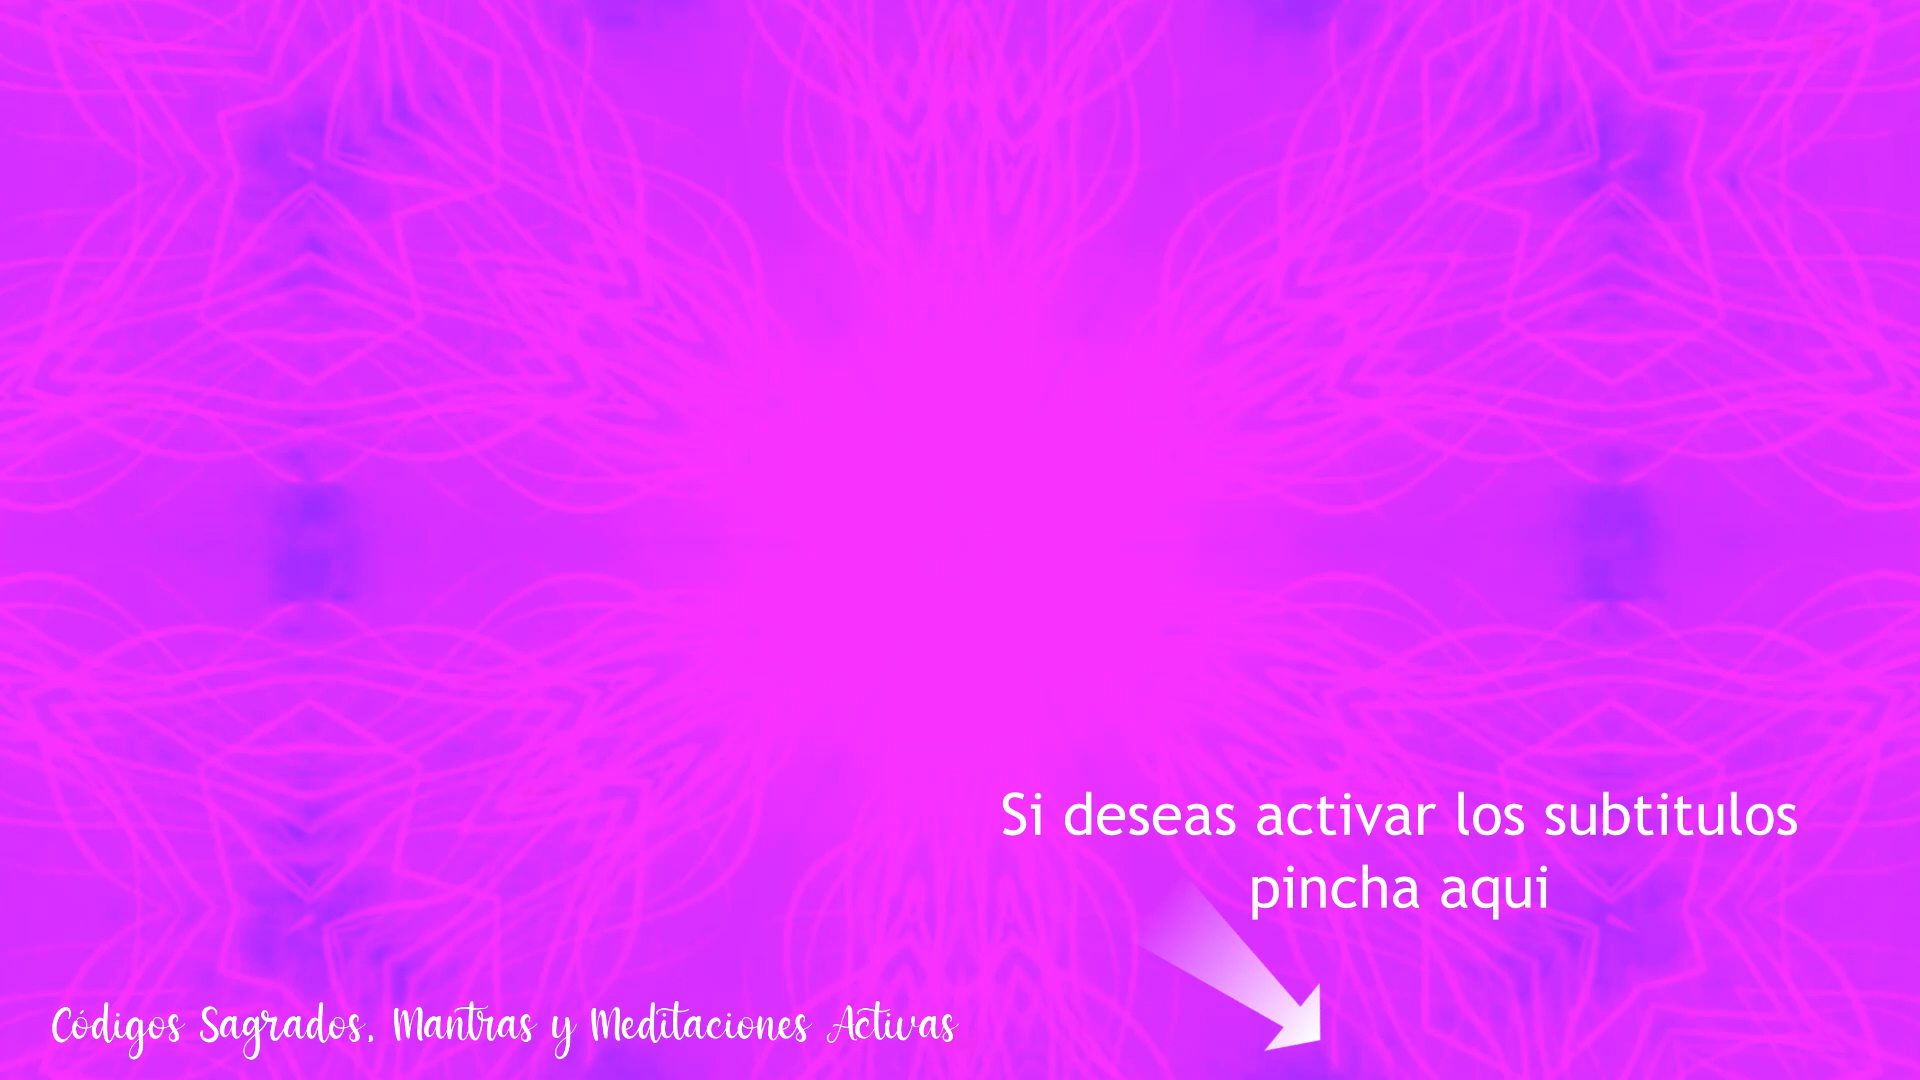 Si deseas activar los subtitulos
pincha aqui
Códigos Sagrados, Mantras y Meditaciones Activas